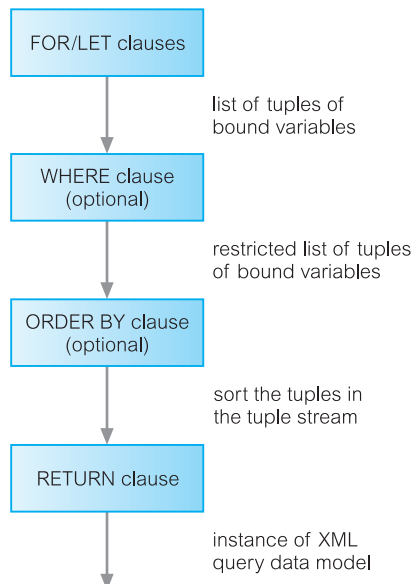 FOR/LET clauses
list of tuples of
bound variables
WHERE clause
(optional)
restricted list of tuples
of bound variables
ORDER BY clause
(optional)
sort the tuples in
the tuple stream
RETURN clause
instance of XML
query data model